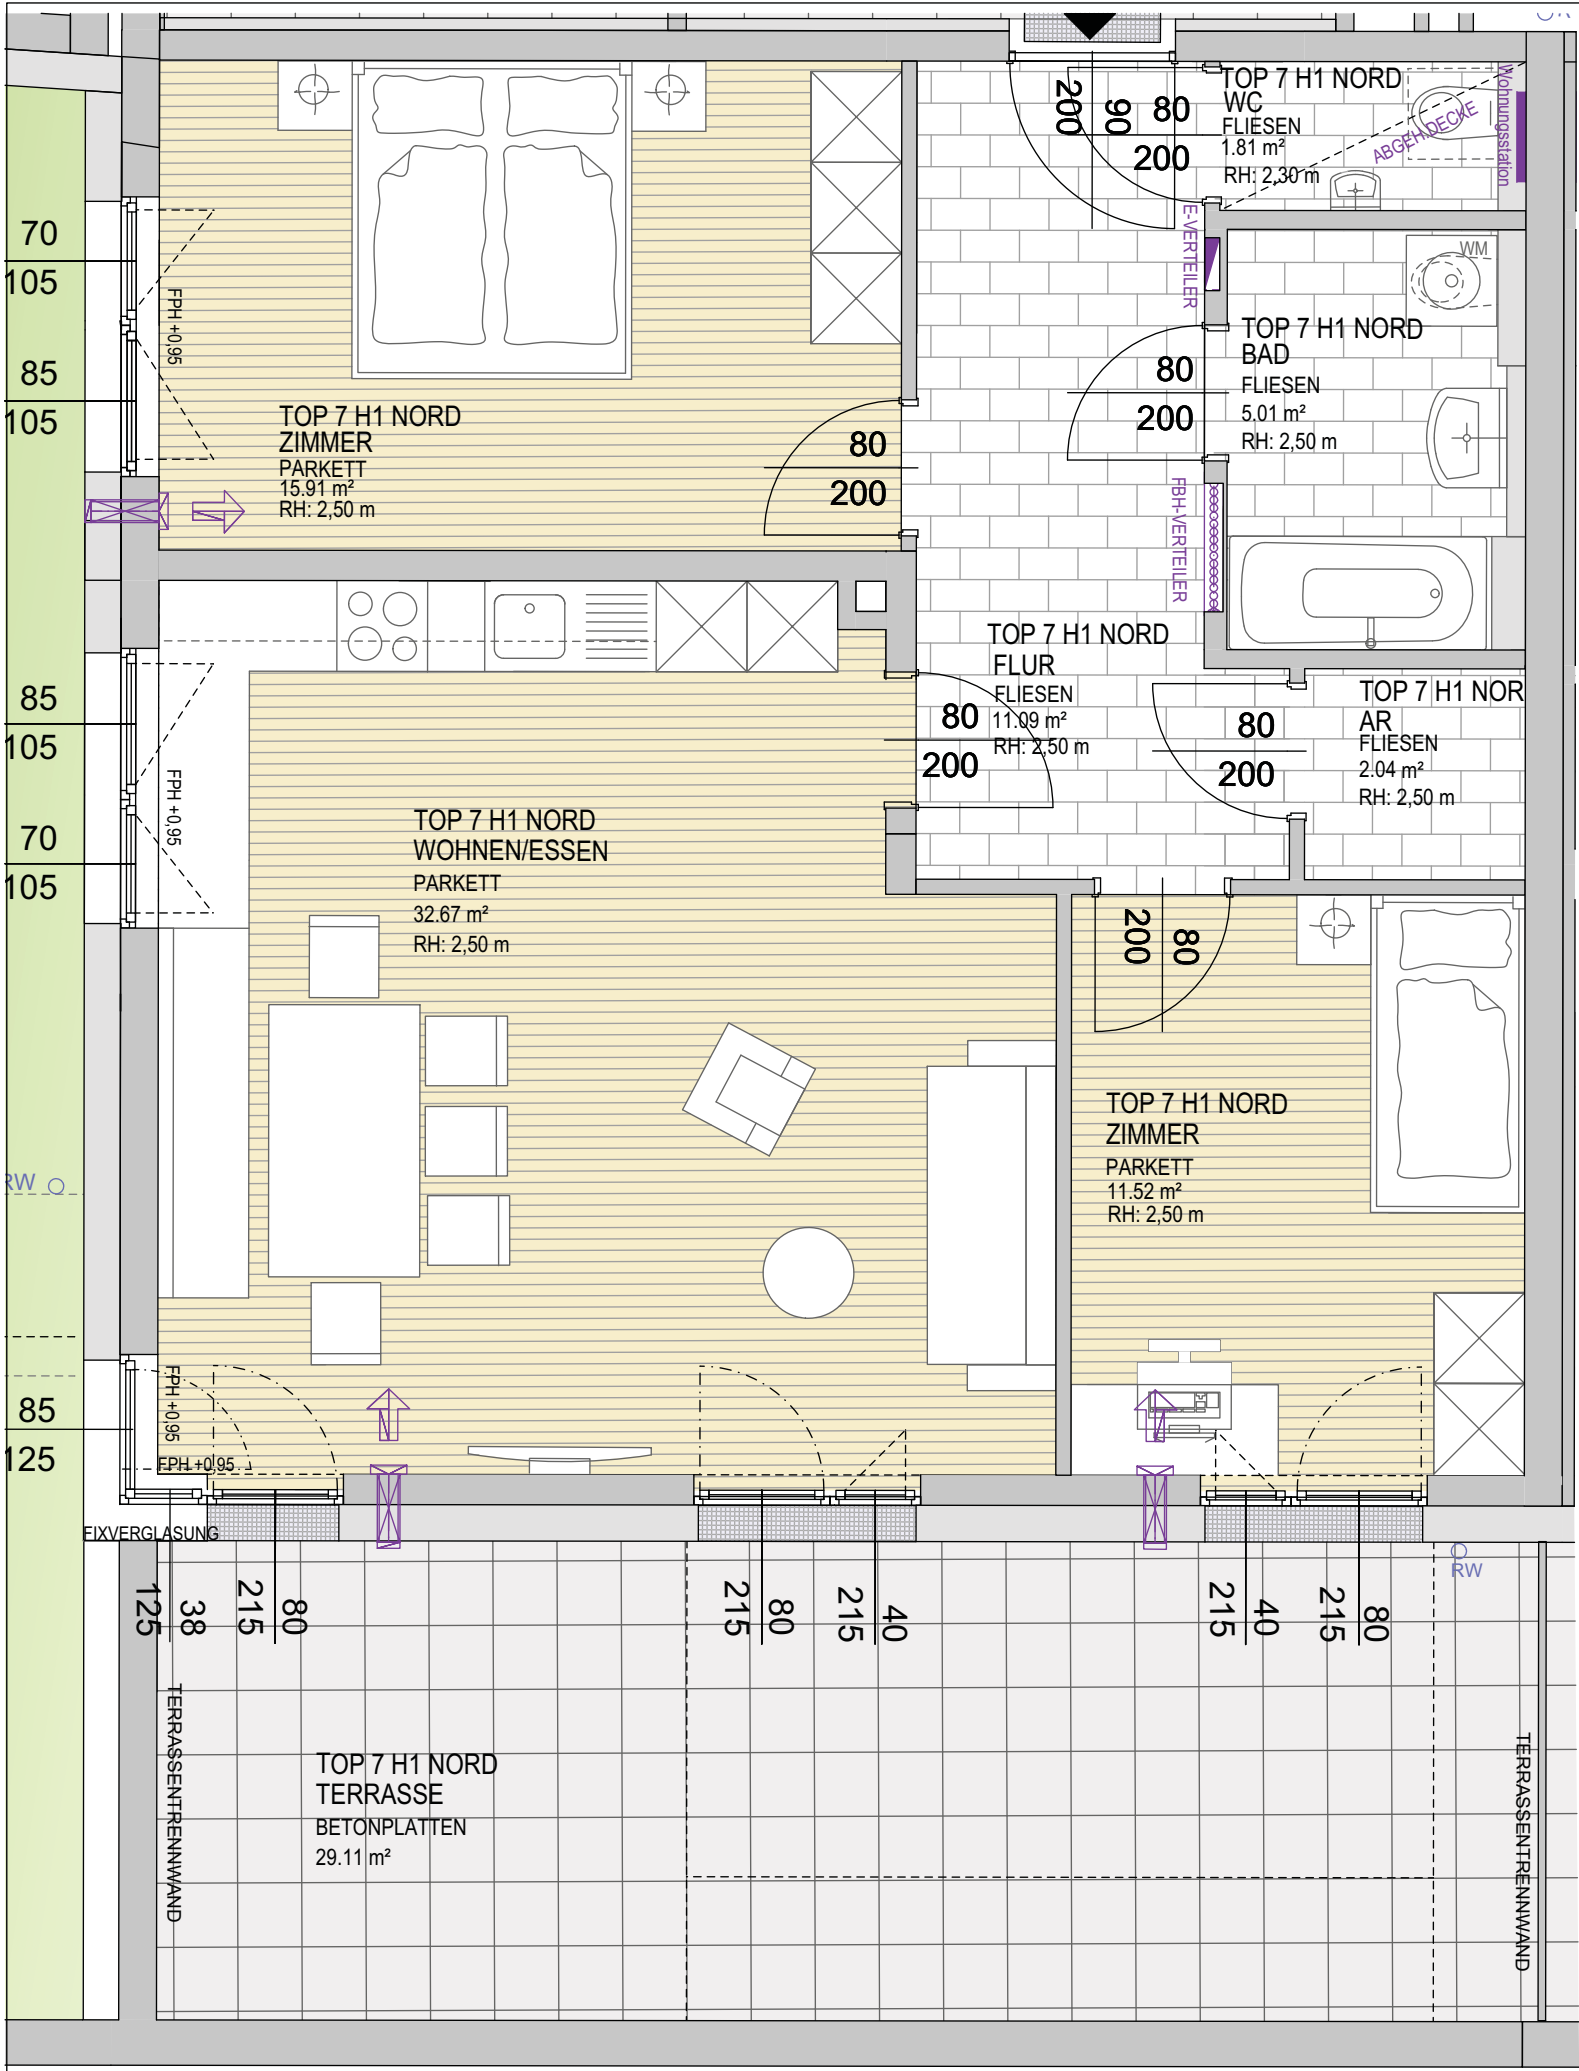 200
90
80
200
TOP 7 H1 NORD
WC
FLIESEN
1.81 m²
RH: 2,30 m
ABGEH.DECKE
Wohnungsstation
E-VERTEILER
WM
TOP 7 H1 NORD
BAD
FLIESEN
5.01 m²
RH: 2,50 m
80
200
70
105
85
105
FPH +0,95
TOP 7 H1 NORD
ZIMMER
PARKETT
15.91 m²
RH: 2,50 m
80
200
FBH-VERTEILER
TOP 7 H1 NORD
FLUR
FLIESEN
11.09 m²
RH: 2,50 m
80
200
80
200
TOP 7 H1 NOR
AR
FLIESEN
2.04 m²
RH: 2,50 m
85
105
70
105
FPH +0,95
TOP 7 H1 NORD
WOHNEN/ESSEN
PARKETT
32.67 m²
RH: 2,50 m
200
80
TOP 7 H1 NORD
ZIMMER
PARKETT
11.52 m²
RH: 2,50 m
RW
85
125
FPH +0,95
FPH +0,95
FIXVERGLASUNG
125
38
215
80
215
80
215
40
215
40
215
80
RW
TERRASSENTRENNWAND
TOP 7 H1 NORD
TERRASSE
BETONPLATTEN
29.11 m²
TERRASSENTRENNWAND